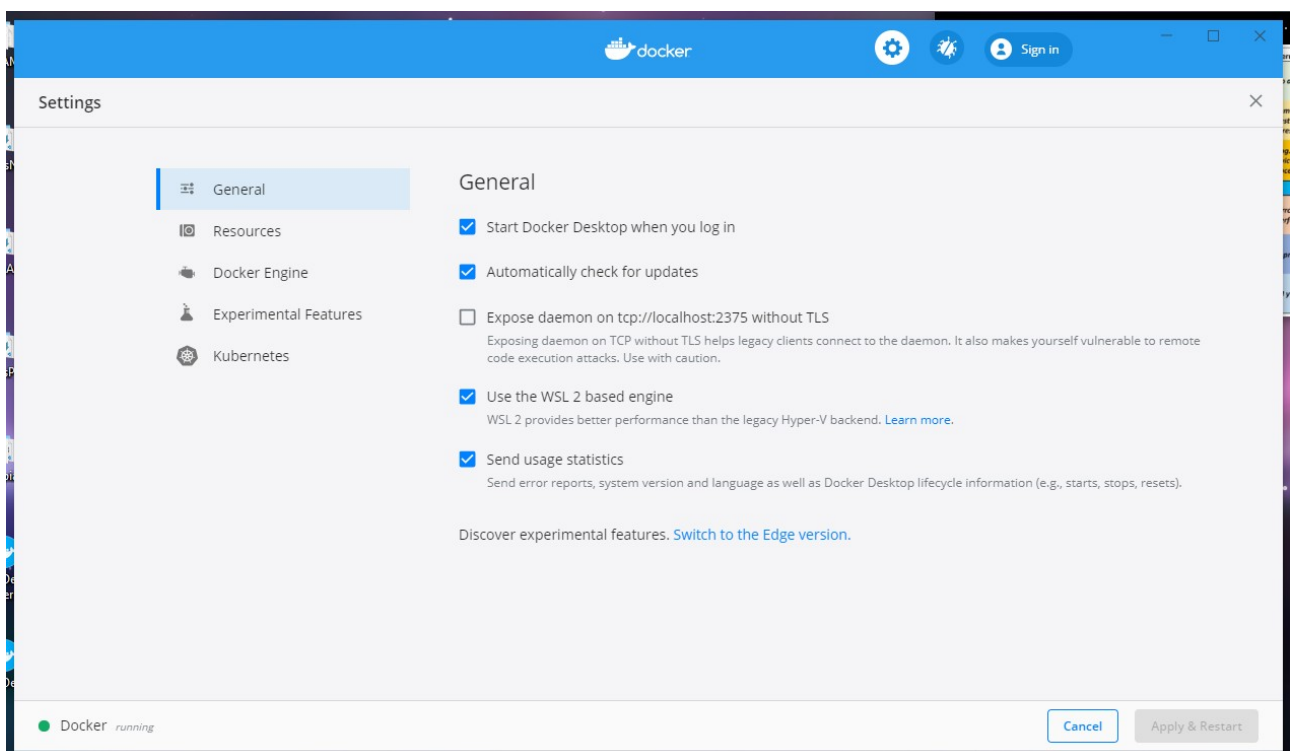 docker
Sign in
Settings
General
Resources
Docker Engine
Experimental Features
Kubernetes
General
Start Docker Desktop when you log in
Automatically check for updates
Expose daemon on tcp://localhost:2375 without TLS
Exposing daemon on TCP without TLS helps legacy clients connect to the daemon. It also makes yourself vulnerable to remote
code execution attacks. Use with caution.
Use the WSL 2 based engine
WSL 2 provides better performance than the legacy Hyper-V backend. Learn more.
Send usage statistics
Send error reports, system version and language as well as Docker Desktop lifecycle information (e.g., starts, stops, resets).
Discover experimental features. Switch to the Edge version.
Docker running
Cancel
Apply & Restart